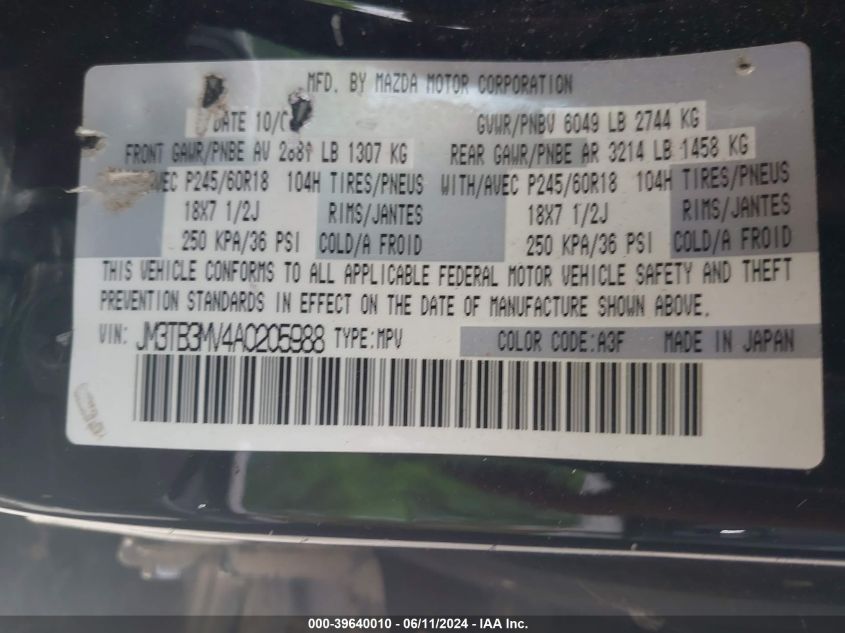 MFD. BY MAZDA MOTOR CORPORATION
DATE 10/0 GVWR/PNBV 6049 LB 2744 KG
FRONT GAWR/PNBE AV LB 1307 KG REAR GAWR/PNBE AR 3214 LB 1458 KG
AVEC P245/60R18 104H TIRES/PNEUS WITH/AVEC P245/60R18 104H TIRES/PNEUS
18X7 1/2J RIMS/JANTES 18X7 1/2J RIMS/JANTES
250 KPA/36 PSI COLD/A FROID 250 KPA/36 PSI COLD/A FROID
THIS VEHICLE CONFORMS TO ALL APPLICABLE FEDERAL MOTOR VEHICLE SAFETY AND THEFT
PREVENTION STANDARDS IN EFFECT ON THE DATE OF MANUFACTURE SHOWN ABOVE.
VIN: JM3TB3MV4A0205988 TYPE:MPV COLOR CODE:A3F MADE IN JAPAN
000-39640010 - 06/11/2024 - IAA Inc.